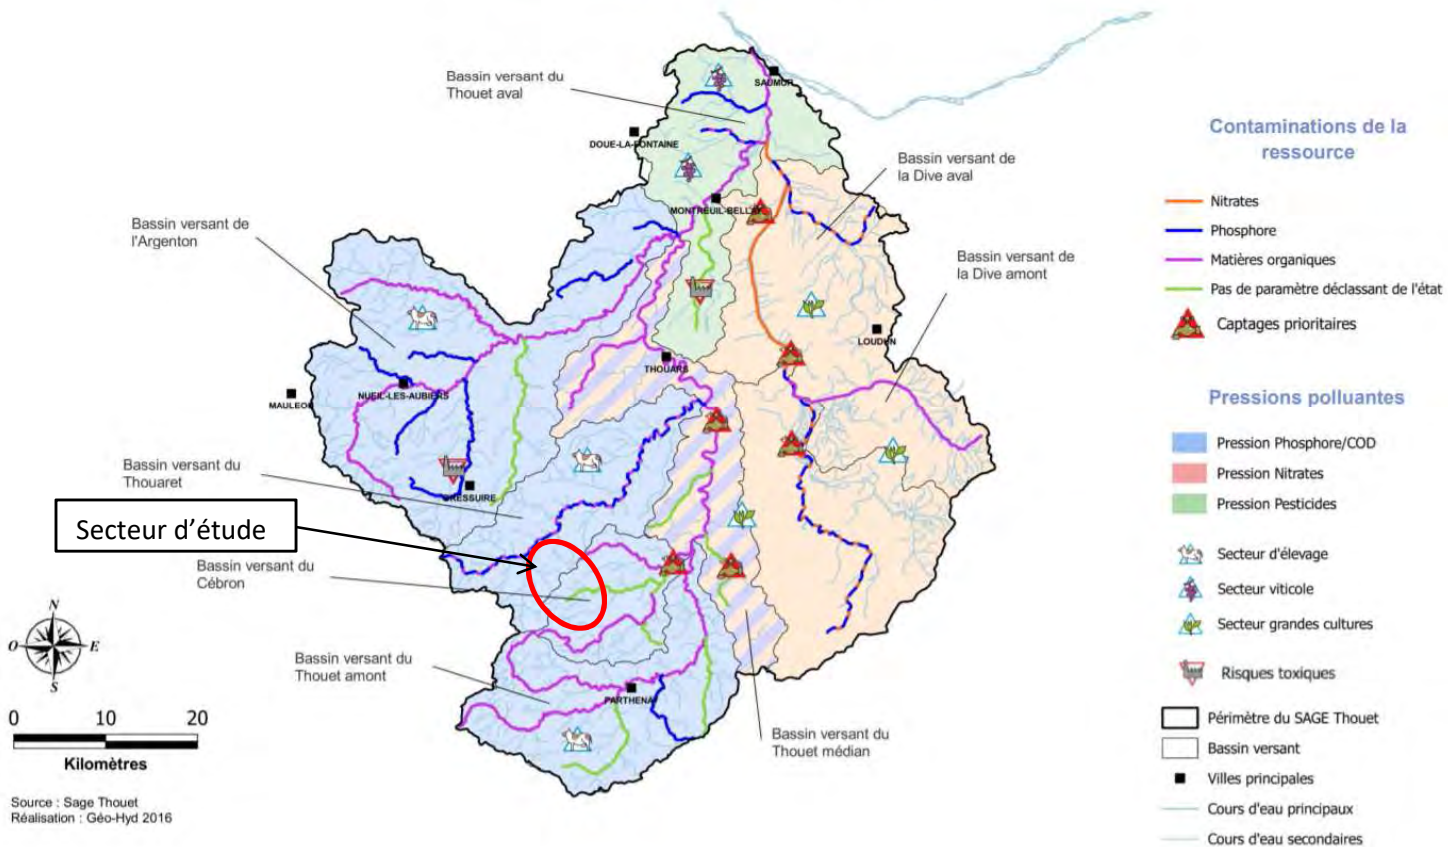 Bassin versant du
Thouet aval
SAUMUR
DOUE-LA-FONTAINE
Bassin versant de
la Dive aval
MONTREUIL-BELLAY
Bassin versant de
l'Argenton
Bassin versant de
la Dive amont
LOUDUN
THOUARS
MAULEON
NUEIL-LES-AUBIERS
Bassin versant du
Thouaret
BRESSUIRE
Secteur d'étude
Bassin versant du
Cébron
Bassin versant du
Thouet amont
PARTHENAY
Bassin versant du
Thouet médian
N
O
E
S
0 10 20
Kilomètres
Source : Sage Thouet
Réalisation : Géo-Hyd 2016
Contaminations de la
ressource
Nitrates
Phosphore
Matières organiques
Pas de paramètre déclassant de l'état
Captages prioritaires
Pressions polluantes
Pression Phosphore/COD
Pression Nitrates
Pression Pesticides
Secteur d'élevage
Secteur viticole
Secteur grandes cultures
Risques toxiques
Périmètre du SAGE Thouet
Bassin versant
Villes principales
Cours d'eau principaux
Cours d'eau secondaires